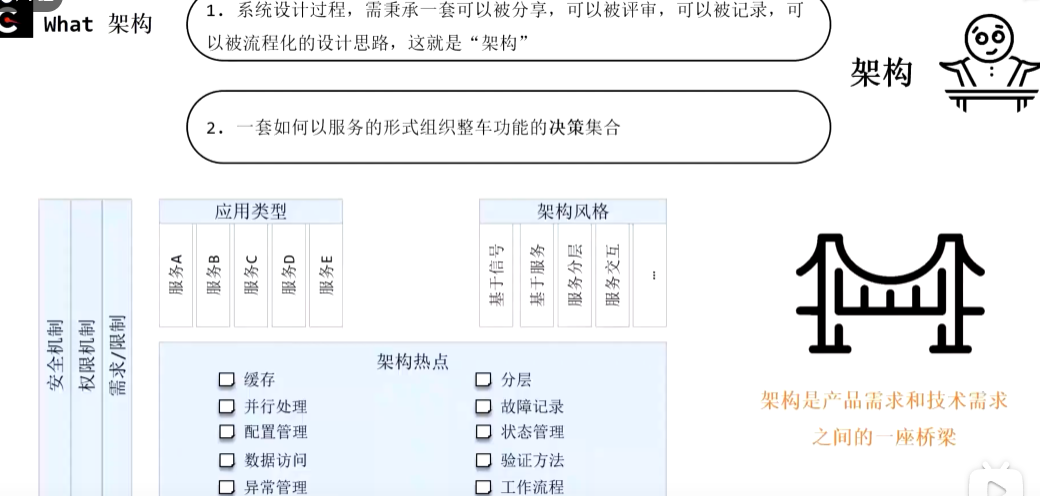 What 架构
1. 系统设计过程，需秉承一套可以被分享，可以被评审，可以被记录，可
以被流程化的设计思路，这就是“架构”
架构
2. 一套如何以服务的形式组织整车功能的决策集合
安全机制
权限机制
需求/限制
应用类型
服务A
服务B
服务C
服务D
服务E
架构风格
基于信号
基于服务
服务分层
服务交互
…
架构热点
缓存
并行处理
配置管理
数据访问
异常管理
分层
故障记录
状态管理
验证方法
工作流程
架构是产品需求和技术需求
之间的一座桥梁